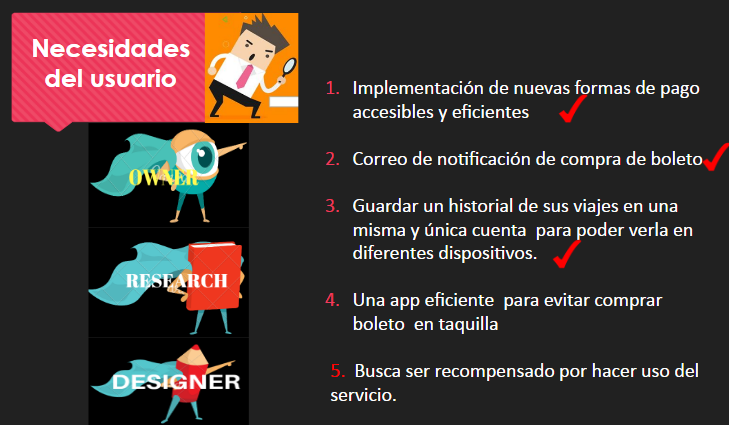 Necesidades
del usuario
OWNER
RESEARCH
DESIGNER
1. Implementación de nuevas formas de pago
accesibles y eficientes
2. Correo de notificación de compra de boleto
3. Guardar un historial de sus viajes en una
misma y única cuenta para poder verla en
diferentes dispositivos.
4. Una app eficiente para evitar comprar
boleto en taquilla
5. Busca ser recompensado por hacer uso del
servicio.